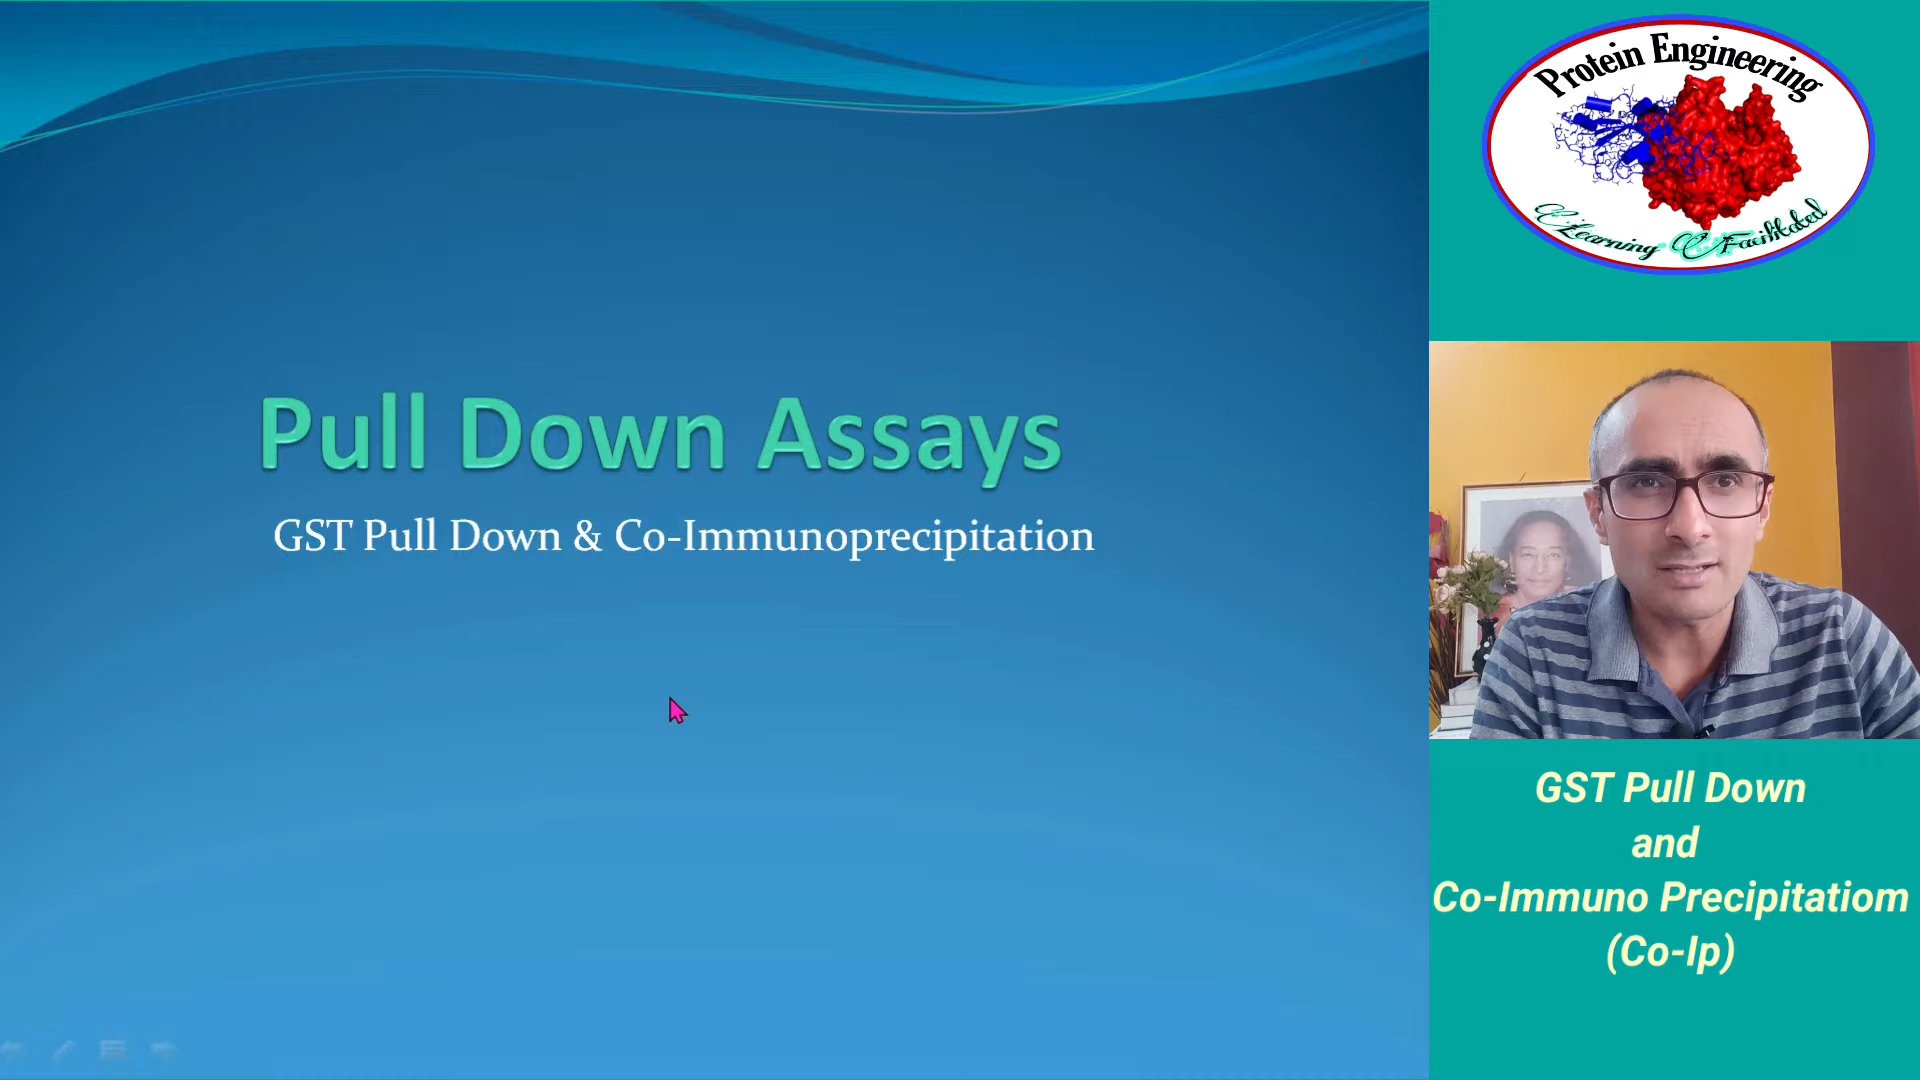 Pull Down Assays
GST Pull Down & Co-Immunoprecipitation
Protein Engineering
Learning Facilitated
GST Pull Down
and
Co-Immuno Precipitatiom
(Co-Ip)